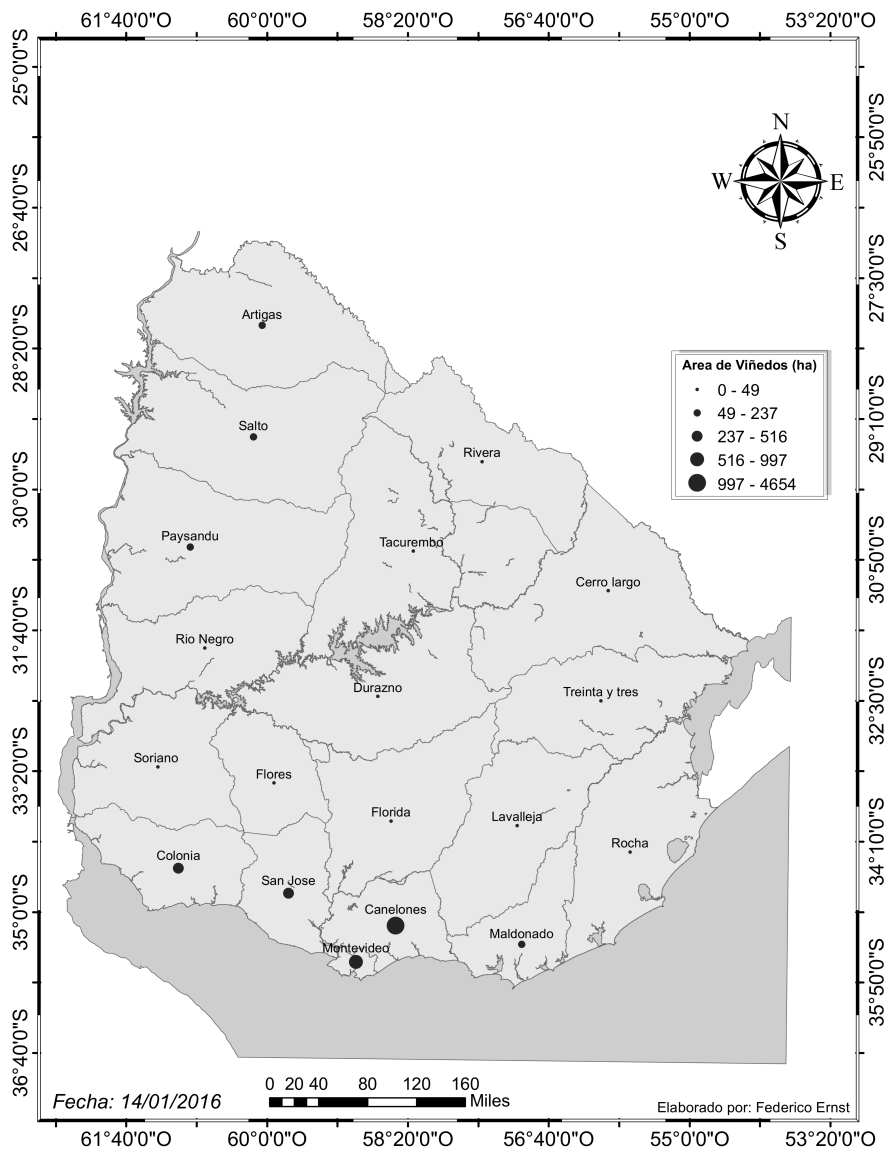 61°40'0"O 60°0'0"O 58°20'0"O 56°40'0"O 55°0'0"O 53°20'0"O
25°0'0"S
26°40'0"S
28°20'0"S
30°0'0"S
31°40'0"S
33°20'0"S
35°0'0"S
36°40'0"S
25°50'0"S
27°30'0"S
29°10'0"S
30°50'0"S
32°30'0"S
34°10'0"S
35°50'0"S
N
W E
S
Area de Viñedos (ha)
0 - 49
49 - 237
237 - 516
516 - 997
997 - 4654
Artigas
Salto
Rivera
Paysandu
Tacurembo
Cerro largo
Rio Negro
Durazno
Treinta y tres
Soriano
Flores
Florida
Lavalleja
Rocha
Colonia
San Jose
Canelones
Maldonado
Montevideo
0 20 40 80 120 160
Miles
Fecha: 14/01/2016
Elaborado por: Federico Ernst
61°40'0"O 60°0'0"O 58°20'0"O 56°40'0"O 55°0'0"O 53°20'0"O